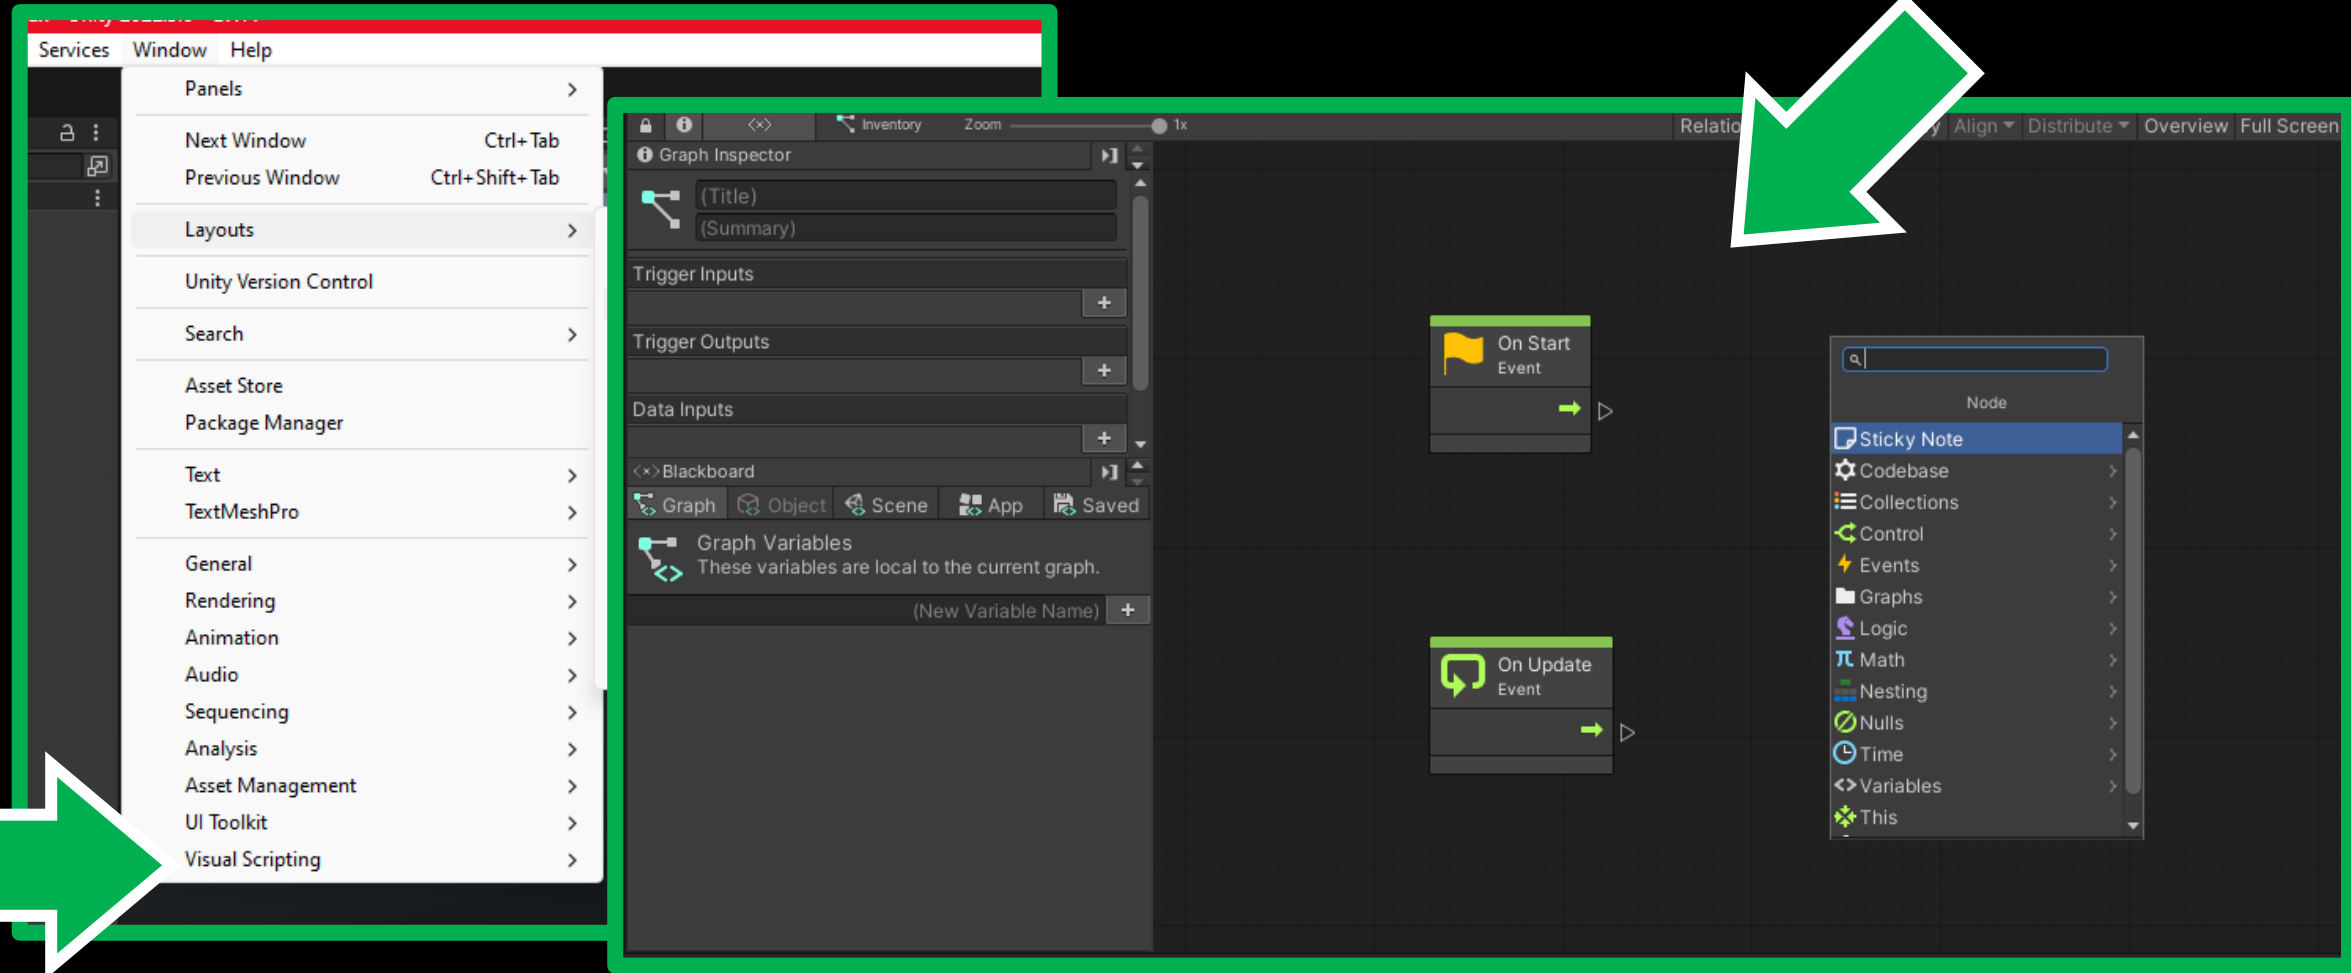 Services Window Help
Panels
Next Window Ctrl+Tab
Previous Window Ctrl+Shift+Tab
Layouts
Unity Version Control
Search
Asset Store
Package Manager
Text
TextMeshPro
General
Rendering
Animation
Audio
Sequencing
Analysis
Asset Management
UI Toolkit
Visual Scripting
Inventory Zoom 1x
Align Distribute Overview Full Screen
Graph Inspector
(Title)
(Summary)
Trigger Inputs
Trigger Outputs
Data Inputs
Blackboard
Graph Object Scene App Saved
Graph Variables
These variables are local to the current graph.
(New Variable Name)
On Start
Event
On Update
Event
Node
Sticky Note
Codebase
Collections
Control
Events
Graphs
Logic
Math
Nesting
Nulls
Time
Variables
This